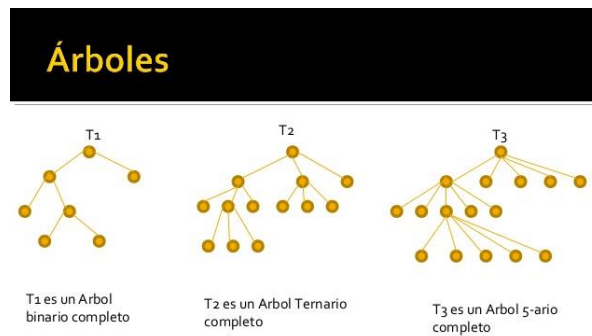 Árboles
T1
T2
T3
T1 es un Arbol
binario completo
T2 es un Arbol Ternario
completo
T3 es un Arbol 5-ario
completo